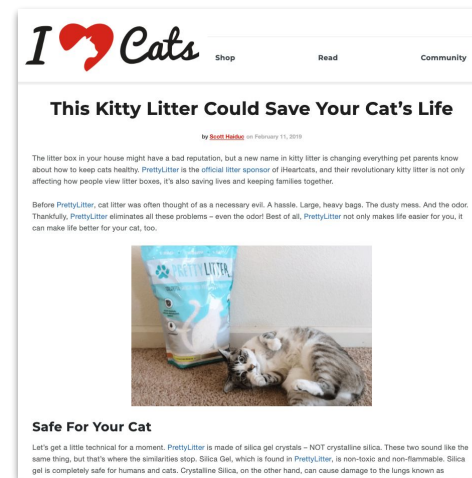 I Cats
Shop Read Community
This Kitty Litter Could Save Your Cat's Life
by Scott Haiduc on February 11, 2019
The litter box in your house might have a bad reputation, but a new name in kitty litter is changing everything pet parents know
about how to keep cats healthy. PrettyLitter is the official litter sponsor of iHeartcats, and their revolutionary kitty litter is not only
affecting how people view litter boxes, it's also saving lives and keeping families together.
Before PrettyLitter, cat litter was often thought of as a necessary evil. A hassle. Large, heavy bags. The dusty mess. And the odor.
Thankfully, PrettyLitter eliminates all these problems – even the odor! Best of all, PrettyLitter not only makes life easier for you, it
can make life better for your cat, too.
PRETTYLITTER
Safe For Your Cat
Let's get a little technical for a moment. PrettyLitter is made of silica gel crystals – NOT crystalline silica. These two sound like the
same thing, but that's where the similarities stop. Silica Gel, which is found in PrettyLitter, is non-toxic and non-flammable. Silica
gel is completely safe for humans and cats. Crystalline Silica, on the other hand, can cause damage to the lungs known as